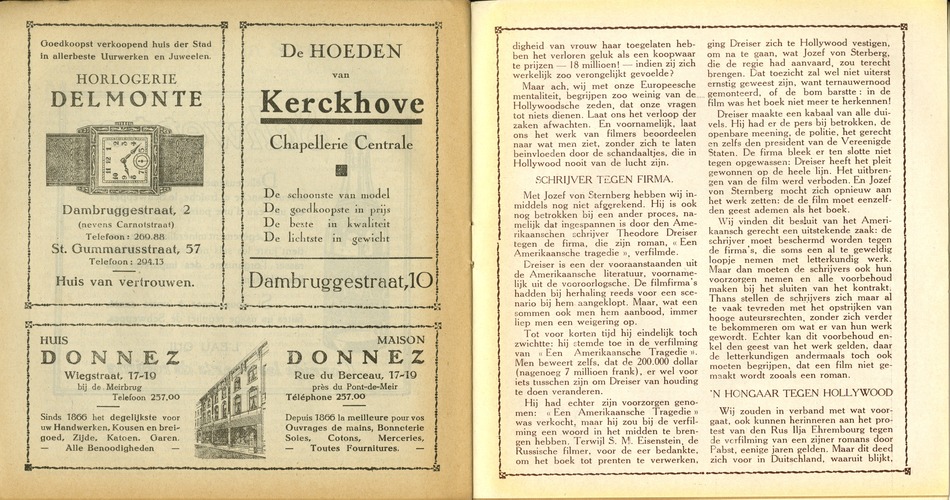 Goedkoopst verkoopend huis der Stad
in allerbeste Uurwerken en Juweelen.
HORLOGERIE
DELMONTE
Dambruggestraat, 2
(nevens Carnotstraat)
Telefoon: 269.88
St. Gummarusstraat, 57
Telefoon: 294.13
Huis van vertrouwen.
De HOEDEN
van
Kerckhove
Chapellerie Centrale
De schoonste van model
De goedkoopste in prijs
De beste in kwaliteit
De lichtste in gewicht
Dambruggestraat,10
HUIS
DONNEZ
Wiegstraat, 17-19
bij de Meirbrug
Telefoon 257,00
Sinds 1866 het degelijkste voor
uw Handwerken, Kousen en brei-
goed, Zijde, Katoen, Garen.
— Alle Benoodigheden —
MAISON
DONNEZ
Rue du Berceau, 17-19
près du Pont-de-Meir
Téléphone 257.00
Depuis 1866 la meilleure pour vos
Ouvrages de mains, Bonneterie
Soies, Cotons, Merceries,
— Toutes Fournitures. —
digheid van vrouw haar toegelaten heb-
ben het verloren geluk als een koopwaar
te prijzen — 18 millioen! — indien zij zich
werkelijk zoo verongelijkt gevoelde?
Maar ach, wij met onze Europeesche
mentaliteit, begrijpen zoo weinig van de
Hollywoodsche zeden, dat onze vragen
tot niets dienen. Laat ons het verloop der
zaken afwachten. En voornamelijk, laat
ons het werk van filmers beoordeelen
naar wat men ziet, zonder zich te laten
beinvloeden door de schandaaltjes, die in
Hollywood nooit van de lucht zijn.
SCHRIJVER TEGEN FIRMA.
Met Jozef von Sternberg hebben wij in-
middels nog niet afgerekend. Hij is ook
nog betrokken bij een ander proces, na-
melijk dat ingespannen is door den Ame-
rikaanschen schrijver Theodore Dreiser
tegen de firma, die zijn roman, « Een
Amerikaansche tragedie », verfilmde.
Dreiser is een der vooraanstaanden uit
de Amerikaansche literatuur, voorname-
lijk uit de vooroorlogsche. De filmfirma's
hadden bij herhaling reeds voor een sce-
nario bij hem aangeklopt. Maar, wat een
sommen ook men hem aanbood, immer
liep men een weigering op.
Tot voor korten tijd hij eindelijk toch
zwichtte: hij stemde toe in de verfilming
van « Een Amerikaansche Tragedie ».
Men beweert zelfs, dat de 200.000 dollar
(nagenoeg 7 millioen frank), er wel voor
iets tusschen zijn om Dreiser van houding
te doen veranderen.
Hij had echter zijn voorzorgen geno-
men: « Een Amerikaansche Tragedie »
was verkocht, maar hij zou bij de verfil-
ming een woord in het midden te bren-
gen hebben. Terwijl S. M. Eisenstein, de
Russische filmer, voor de eer bedankte,
om het boek tot prenten te verwerken,
ging Dreiser zich te Hollywood vestigen,
om na te gaan, wat Jozef von Sterberg,
die de regie had aanvaard, zou terecht
brengen. Dat toezicht zal wel niet uiterst
ernstig geweest zijn, want ternauwernood
gemonteerd, of de bom barstte: in de
film was het boek niet meer te herkennen!
Dreiser maakte een kabaal van alle dui-
vels. Hij had er de pers bij betrokken, de
openbare meening, de politie, het gerecht
en zelfs den president van de Vereenigde
Staten. De firma bleek er ten slotte niet
tegen opgewassen: Dreiser heeft het pleit
gewonnen op de heele lijn. Het uitbren-
gen van de film werd verboden. En Jozef
von Sternberg mocht zich opnieuw aan
het werk zetten: de de film moet eenzelf-
den geest ademen als het boek.
Wij vinden dit besluit van het Ameri-
kaansch gerecht een uitstekende zaak: de
schrijver moet beschermd worden tegen
de firma's, die soms een al te geweldig
loopje nemen met letterkundig werk.
Maar dan moeten de schrijvers ook hun
voorzorgen nemen en alle voorbehoud
maken bij het sluiten van het kontrakt.
Thans stellen de schrijvers zich maar al
te vaak tevreden met het opstrijken van
hooge auteursrechten, zonder zich verder
te bekommeren om wat er van hun werk
gewordt. Echter kan dit voorbehoud en-
kel den geest van het werk gelden, daar
de letterkundigen andermaals toch ook
moeten begrijpen, dat een film niet ge-
maakt wordt zooals een roman.
'N HONGAAR TEGEN HOLLYWOOD
Wij zouden in verband met wat voor-
gaat, ook kunnen herinneren aan het pro-
test van den Rus Ilja Ehrembourg tegen
de verfilming van een zijner romans door
Pabst, eenige jaren gelden. Maar dit deed
zich voor in Duitschland, waaruit blijkt,